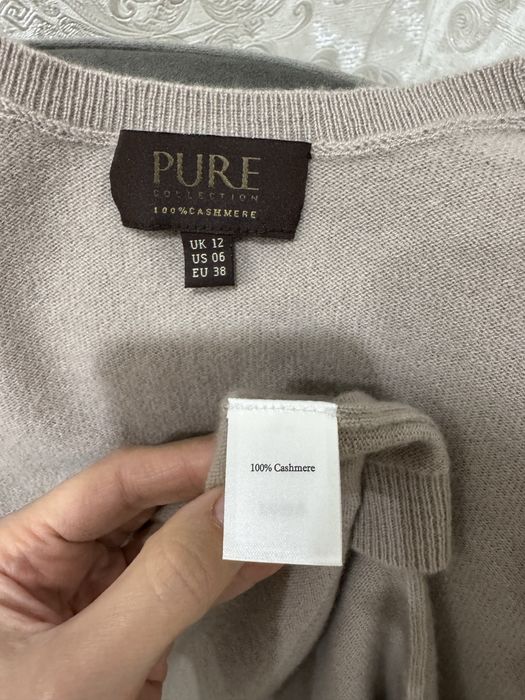 PURE
COLLECTION
100% CASHMERE
UK 12
US 06
EU 38
100% Cashmere